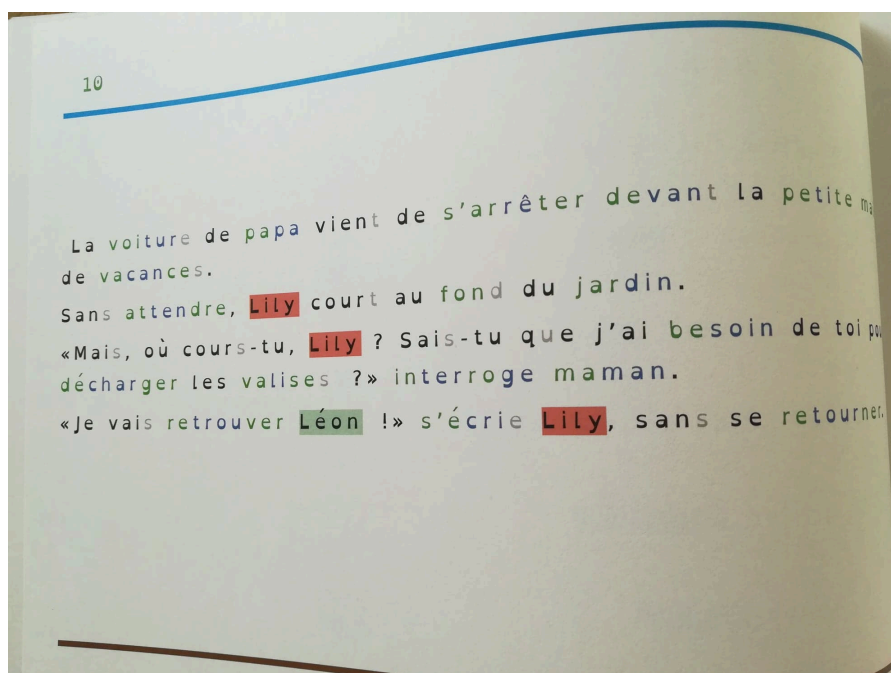 10
La voiture de papa vient de s'arrêter devant la petite
de vacances.
Sans attendre, Lily court au fond du jardin.
«Mais, où cours-tu, Lily ? Sais-tu que j'ai besoin de toi
décharger les valises ?» interroge maman.
«Je vais retrouver Léon !» s'écrie Lily, sans se retourner.